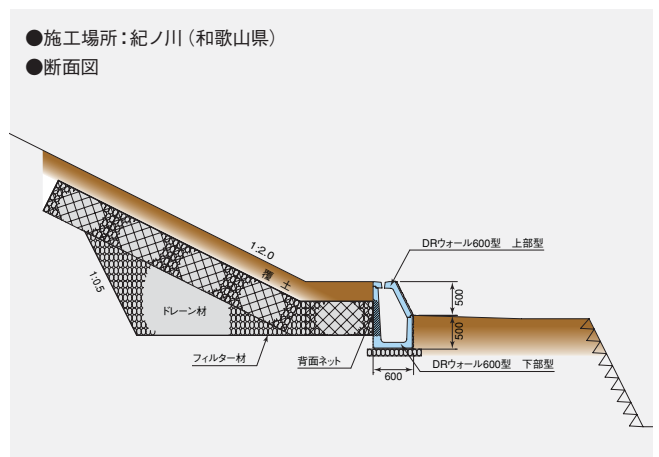 ●施工場所：紀ノ川（和歌山県）
●断面図
DRウォール600型　上部型
1:2.0
覆土
1:0.5
500
ドレーン材
500
フィルター材
背面ネット
DRウォール600型　下部型
600